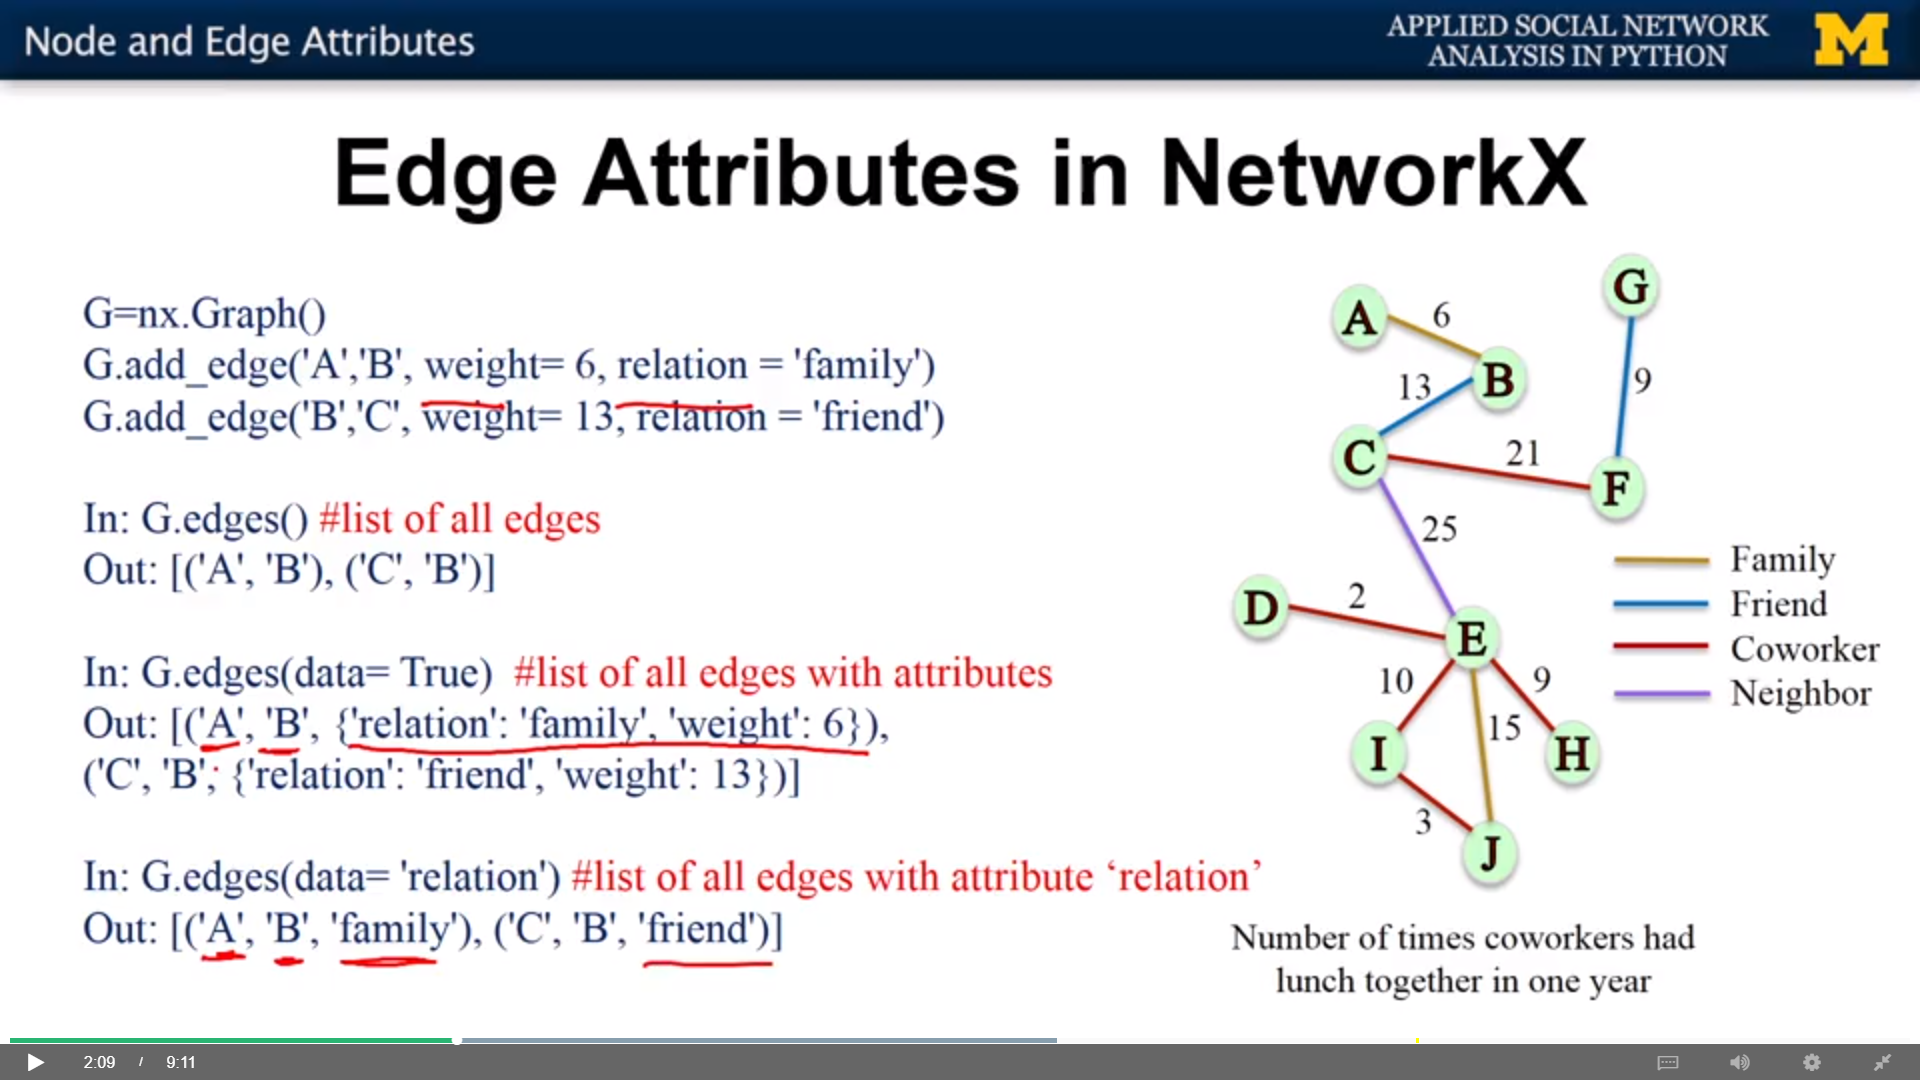 Node and Edge Attributes
APPLIED SOCIAL NETWORK
ANALYSIS IN PYTHON
M
Edge Attributes in NetworkX
G=nx.Graph()
G.add_edge('A','B', weight= 6, relation = 'family')
G.add_edge('B','C', weight= 13, relation = 'friend')
In: G.edges() #list of all edges
Out: [('A', 'B'), ('C', 'B')]
In: G.edges(data= True) #list of all edges with attributes
Out: [('A', 'B', {'relation': 'family', 'weight': 6}),
('C', 'B', {'relation': 'friend', 'weight': 13})]
In: G.edges(data= 'relation') #list of all edges with attribute ‘relation’
Out: [('A', 'B', 'family'), ('C', 'B', 'friend')]
G
A
6
B
9
13
C
21
F
25
D
2
E
10
9
15
I
H
3
J
Family
Friend
Coworker
Neighbor
Number of times coworkers had
lunch together in one year
2:09 / 9:11